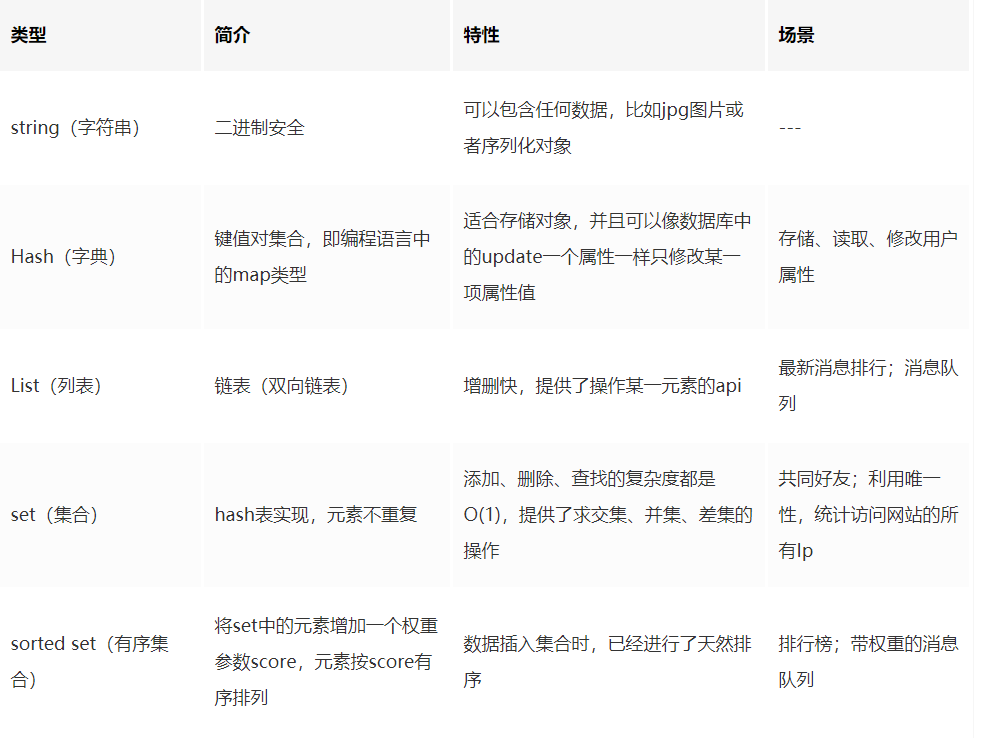 类型
简介
特性
场景
string（字符串）
二进制安全
可以包含任何数据，比如jpg图片或
者序列化对象
---
Hash（字典）
键值对集合，即编程语言中
的map类型
适合存储对象，并且可以像数据库中
的update一个属性一样只修改某一
项属性值
存储、读取、修改用户
属性
List（列表）
链表（双向链表）
增删快，提供了操作某一元素的api
最新消息排行；消息队
列
set（集合）
hash表实现，元素不重复
添加、删除、查找的复杂度都是
O(1)，提供了求交集、并集、差集的
操作
共同好友；利用唯一
性，统计访问网站的所
有Ip
sorted set（有序集
合）
将set中的元素增加一个权重
参数score，元素按score有
序排列
数据插入集合时，已经进行了天然排
序
排行榜；带权重的消息
队列